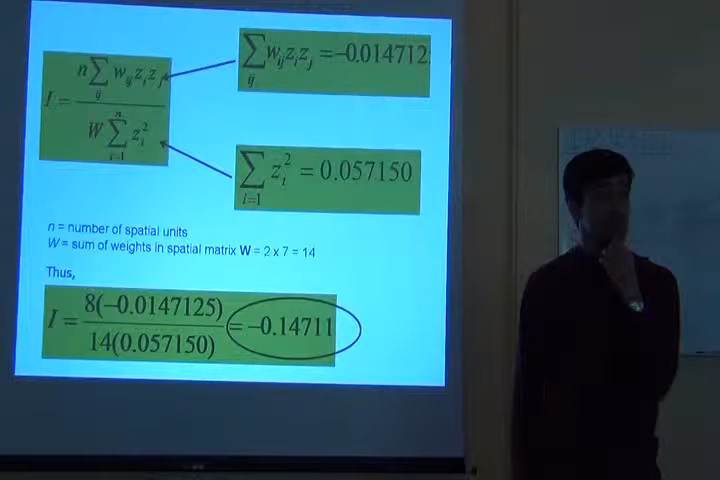 I = n∑ij wij zi zj / W∑i=1n zi2
∑ij wij zi zj = −0.014712
∑i=1 zi2 = 0.057150
n = number of spatial units
W = sum of weights in spatial matrix W = 2 x 7 = 14
Thus,
I = 8(−0.0147125) / 14(0.057150) = −0.14711